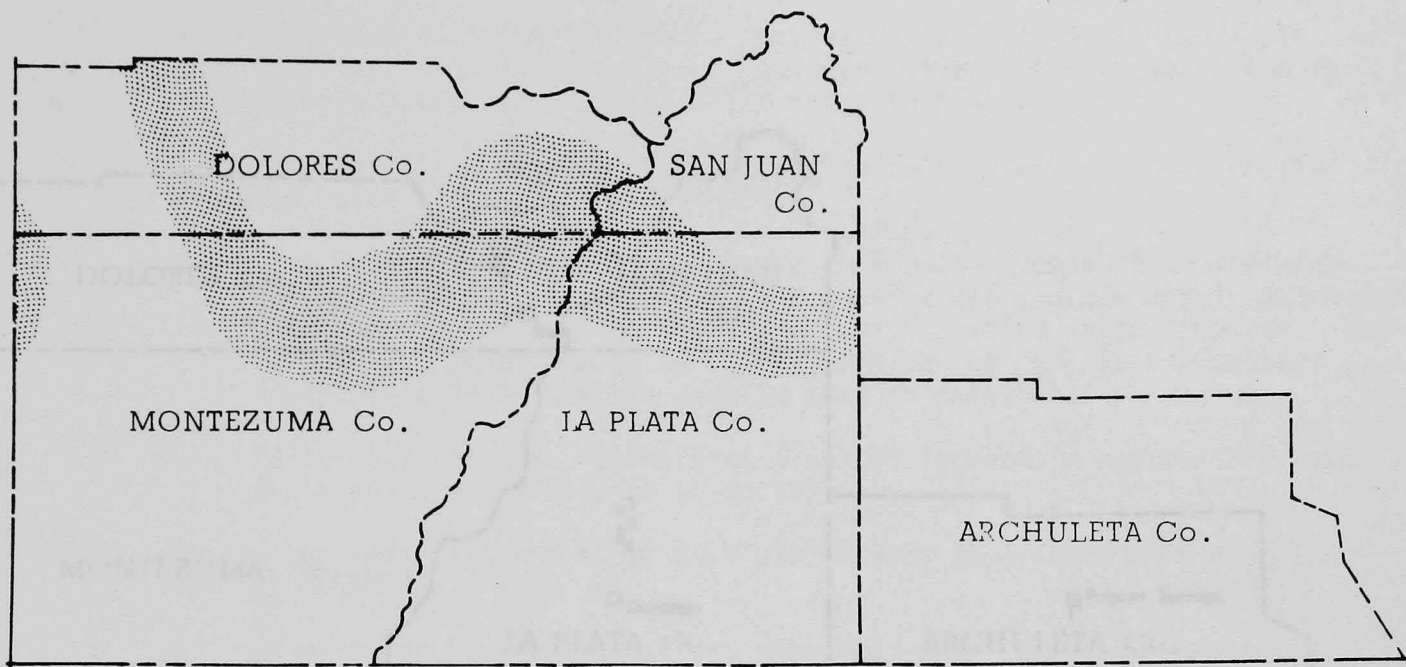 DOLORES Co.
SAN JUAN
Co.
MONTEZUMA Co.
LA PLATA Co.
ARCHULETA Co.